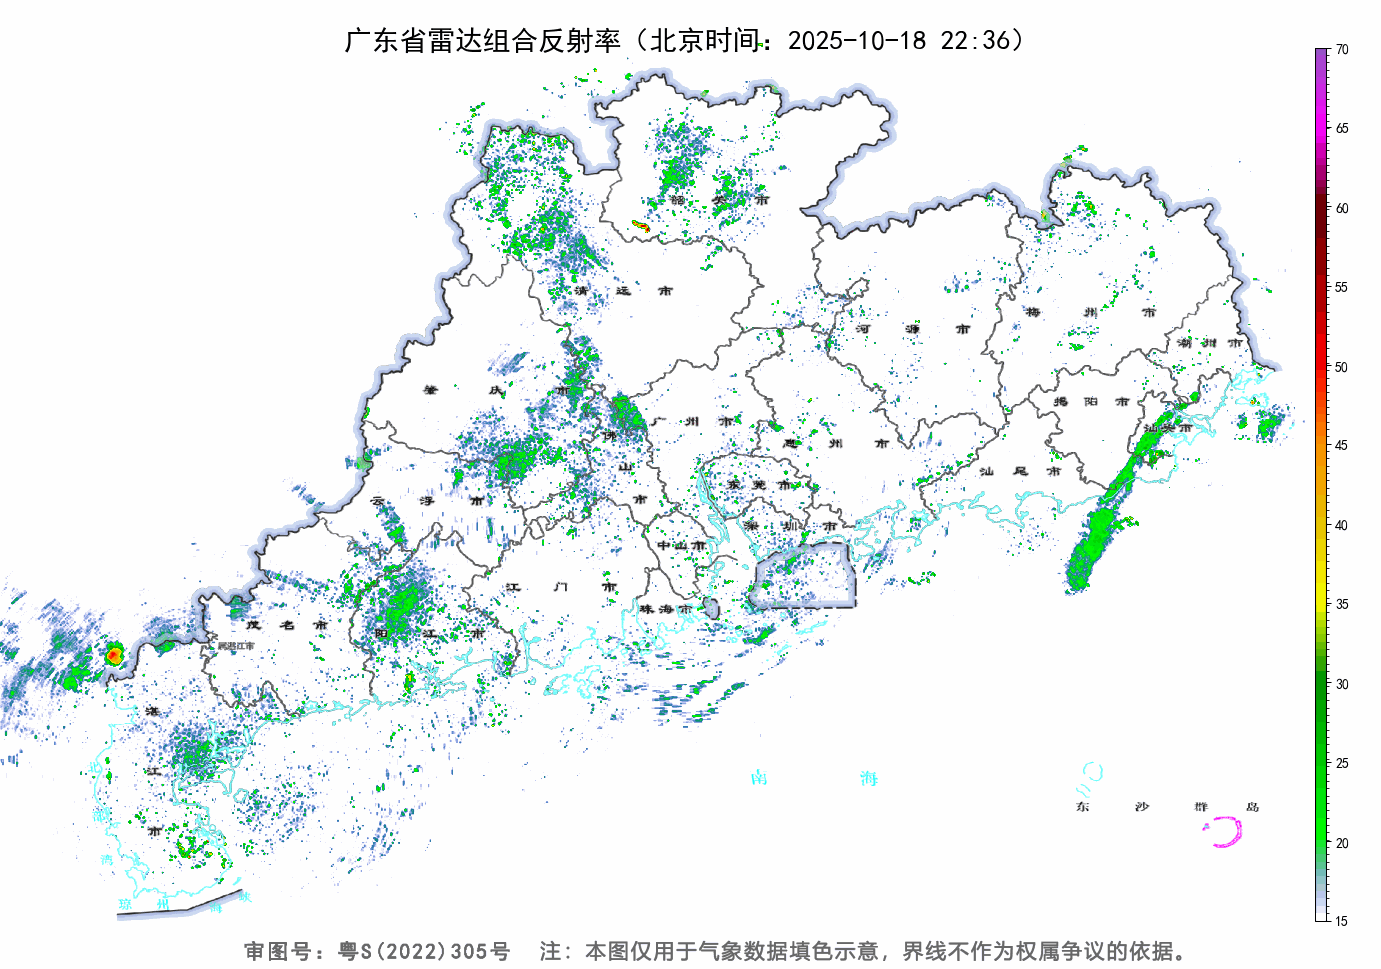 广东省雷达组合反射率（北京时间：2025-10-18 22:36）
70
65
60
55
50
45
40
35
30
25
20
15
韶关市
清远市
河源市
梅州市
潮州市
肇庆市
揭阳市
汕头市
广州市
佛山市
惠州市
汕尾市
云浮市
东莞市
深圳市
中山市
江门市
珠海市
茂名市
阳江市
属湛江市
湛江市
南海
东沙群岛
北部湾
琼州海峡
审图号：粤S(2022)305号 注：本图仅用于气象数据填色示意，界线不作为权属争议的依据。